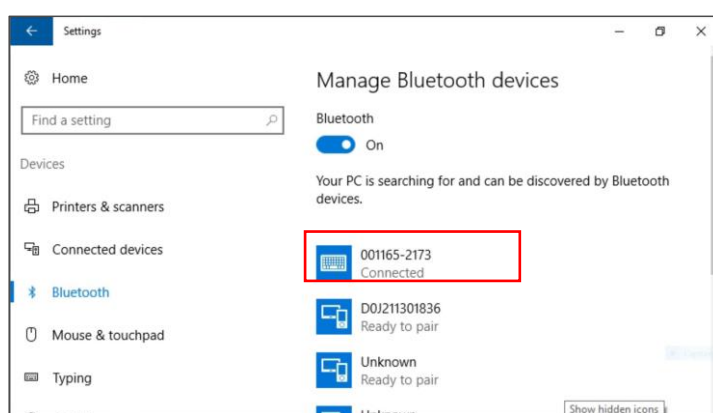 Settings
Home
Find a setting
Devices
Printers & scanners
Connected devices
Bluetooth
Mouse & touchpad
Typing
Manage Bluetooth devices
Bluetooth
On
Your PC is searching for and can be discovered by Bluetooth
devices.
001165-2173
Connected
D0J211301836
Ready to pair
Unknown
Ready to pair
Show hidden icons